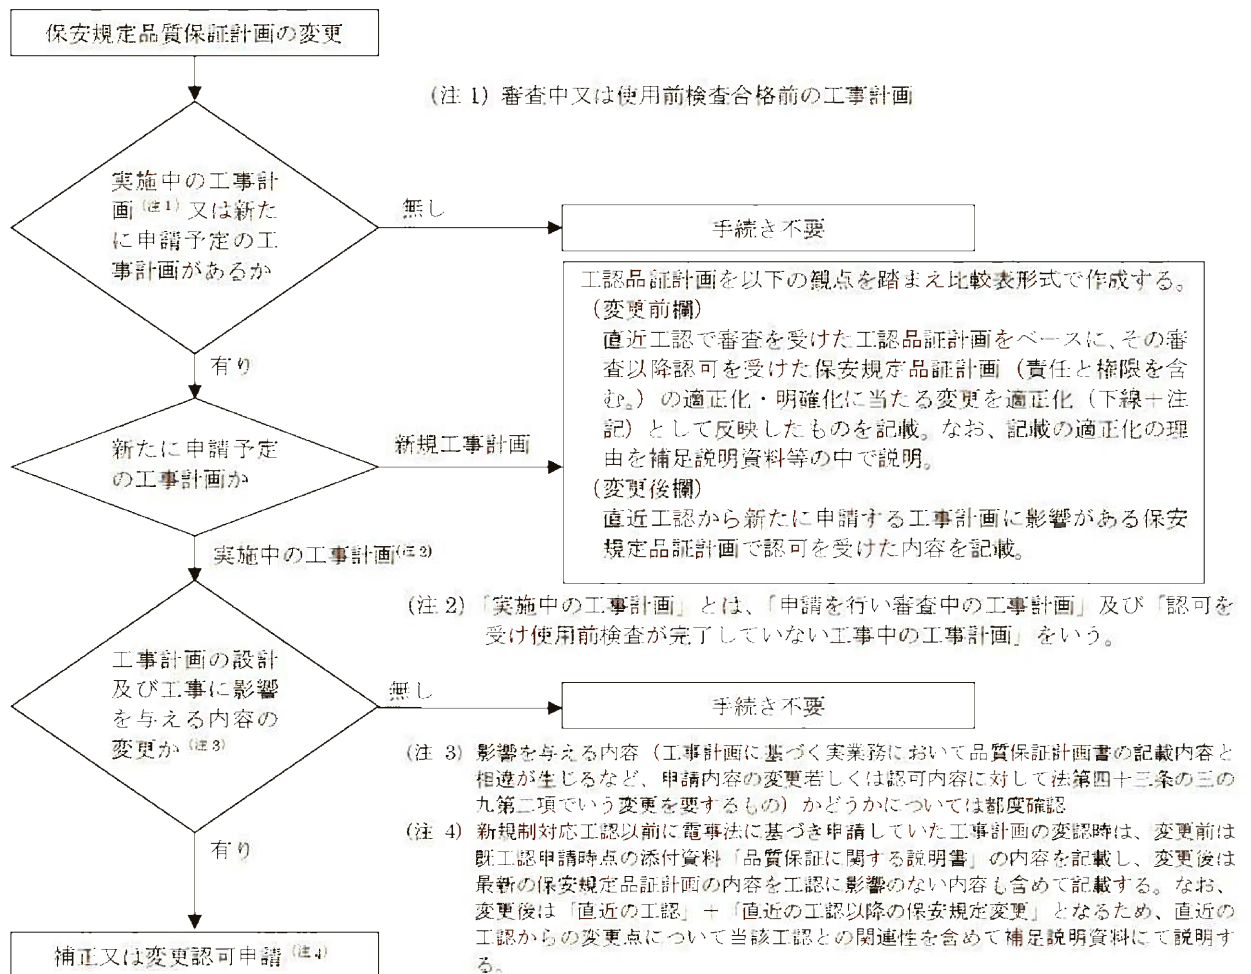 保安規定品質保証計画の変更
(注 1) 審査中又は使用前検査合格前の工事計画
実施中の工事計
画(注1)又は新た
に申請予定の工
事計画があるか
無し
手続き不要
有り
新たに申請予定
の工事計画か
新規工事計画
工認品証計画を以下の観点を踏まえ比較表形式で作成する。
(変更前欄)
直近工認で審査を受けた工認品証計画をベースに、その審
査以降認可を受けた保安規定品証計画(責任と権限を含
む。)の適正化・明確化に当たる変更を適正化(下線+注
記)として反映したものを記載。なお、記載の適正化の理
由を補足説明資料等の中で説明。
(変更後欄)
直近工認から新たに申請する工事計画に影響がある保安
規定品証計画で認可を受けた内容を記載。
実施中の工事計画(注2)
(注 2)「実施中の工事計画」とは、「申請を行い審査中の工事計画」及び「認可を
受け使用前検査が完了していない工事中の工事計画」をいう。
工事計画の設計
及び工事に影響
を与える内容の
変更か(注3)
無し
手続き不要
(注 3) 影響を与える内容(工事計画に基づく実業務において品質保証計画書の記載内容と
相違が生じるなど、申請内容の変更若しくは認可内容に対して法第四十三条の三の
九第二項でいう変更を要するもの)かどうかについては都度確認
(注 4) 新規制対応工認以前に電事法に基づき申請していた工事計画の変認時は、変更前は
既工認申請時点の添付資料「品質保証に関する説明書」の内容を記載し、変更後は
最新の保安規定品証計画の内容を工認に影響のない内容も含めて記載する。なお、
変更後は「直近の工認」+「直近の工認以降の保安規定変更」となるため、直近の
工認からの変更点について当該工認との関連性を含めて補足説明資料にて説明す
る。
有り
補正又は変更認可申請(注4)